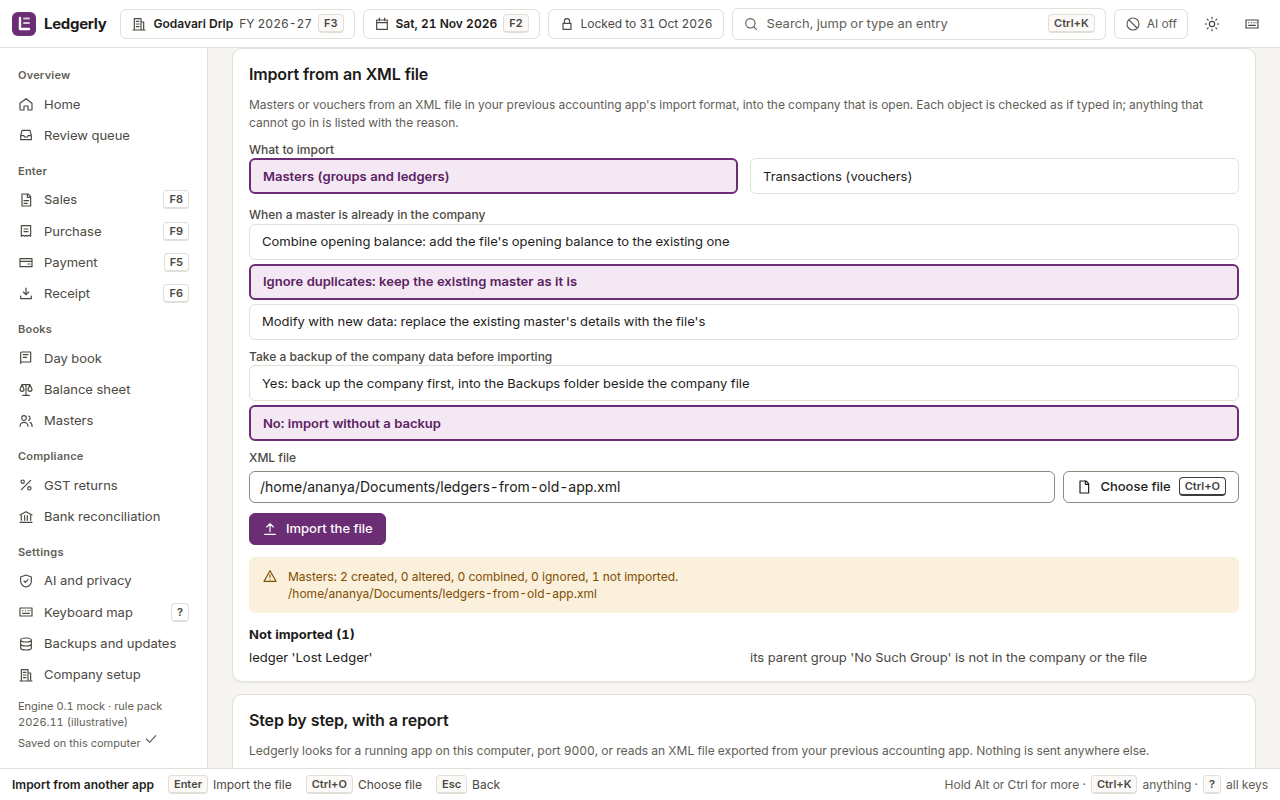 Ledgerly
Godavari Drip FY 2026-27 F3
Sat, 21 Nov 2026 F2
Locked to 31 Oct 2026
Search, jump or type an entry Ctrl+K
AI off
Overview
Home
Review queue
Enter
Sales F8
Purchase F9
Payment F5
Receipt F6
Books
Day book
Balance sheet
Masters
Compliance
GST returns
Bank reconciliation
Settings
AI and privacy
Keyboard map ?
Backups and updates
Company setup
Engine 0.1 mock · rule pack
2026.11 (illustrative)
Saved on this computer
Import from an XML file
Masters or vouchers from an XML file in your previous accounting app's import format, into the company that is open. Each object is checked as if typed in; anything that
cannot go in is listed with the reason.
What to import
Masters (groups and ledgers)
Transactions (vouchers)
When a master is already in the company
Combine opening balance: add the file's opening balance to the existing one
Ignore duplicates: keep the existing master as it is
Modify with new data: replace the existing master's details with the file's
Take a backup of the company data before importing
Yes: back up the company first, into the Backups folder beside the company file
No: import without a backup
XML file
/home/ananya/Documents/ledgers-from-old-app.xml
Choose file Ctrl+O
Import the file
Masters: 2 created, 0 altered, 0 combined, 0 ignored, 1 not imported.
/home/ananya/Documents/ledgers-from-old-app.xml
Not imported (1)
ledger 'Lost Ledger' its parent group 'No Such Group' is not in the company or the file
Step by step, with a report
Ledgerly looks for a running app on this computer, port 9000, or reads an XML file exported from your previous accounting app. Nothing is sent anywhere else.
Import from another app Enter Import the file Ctrl+O Choose file Esc Back
Hold Alt or Ctrl for more · Ctrl+K anything · ? all keys